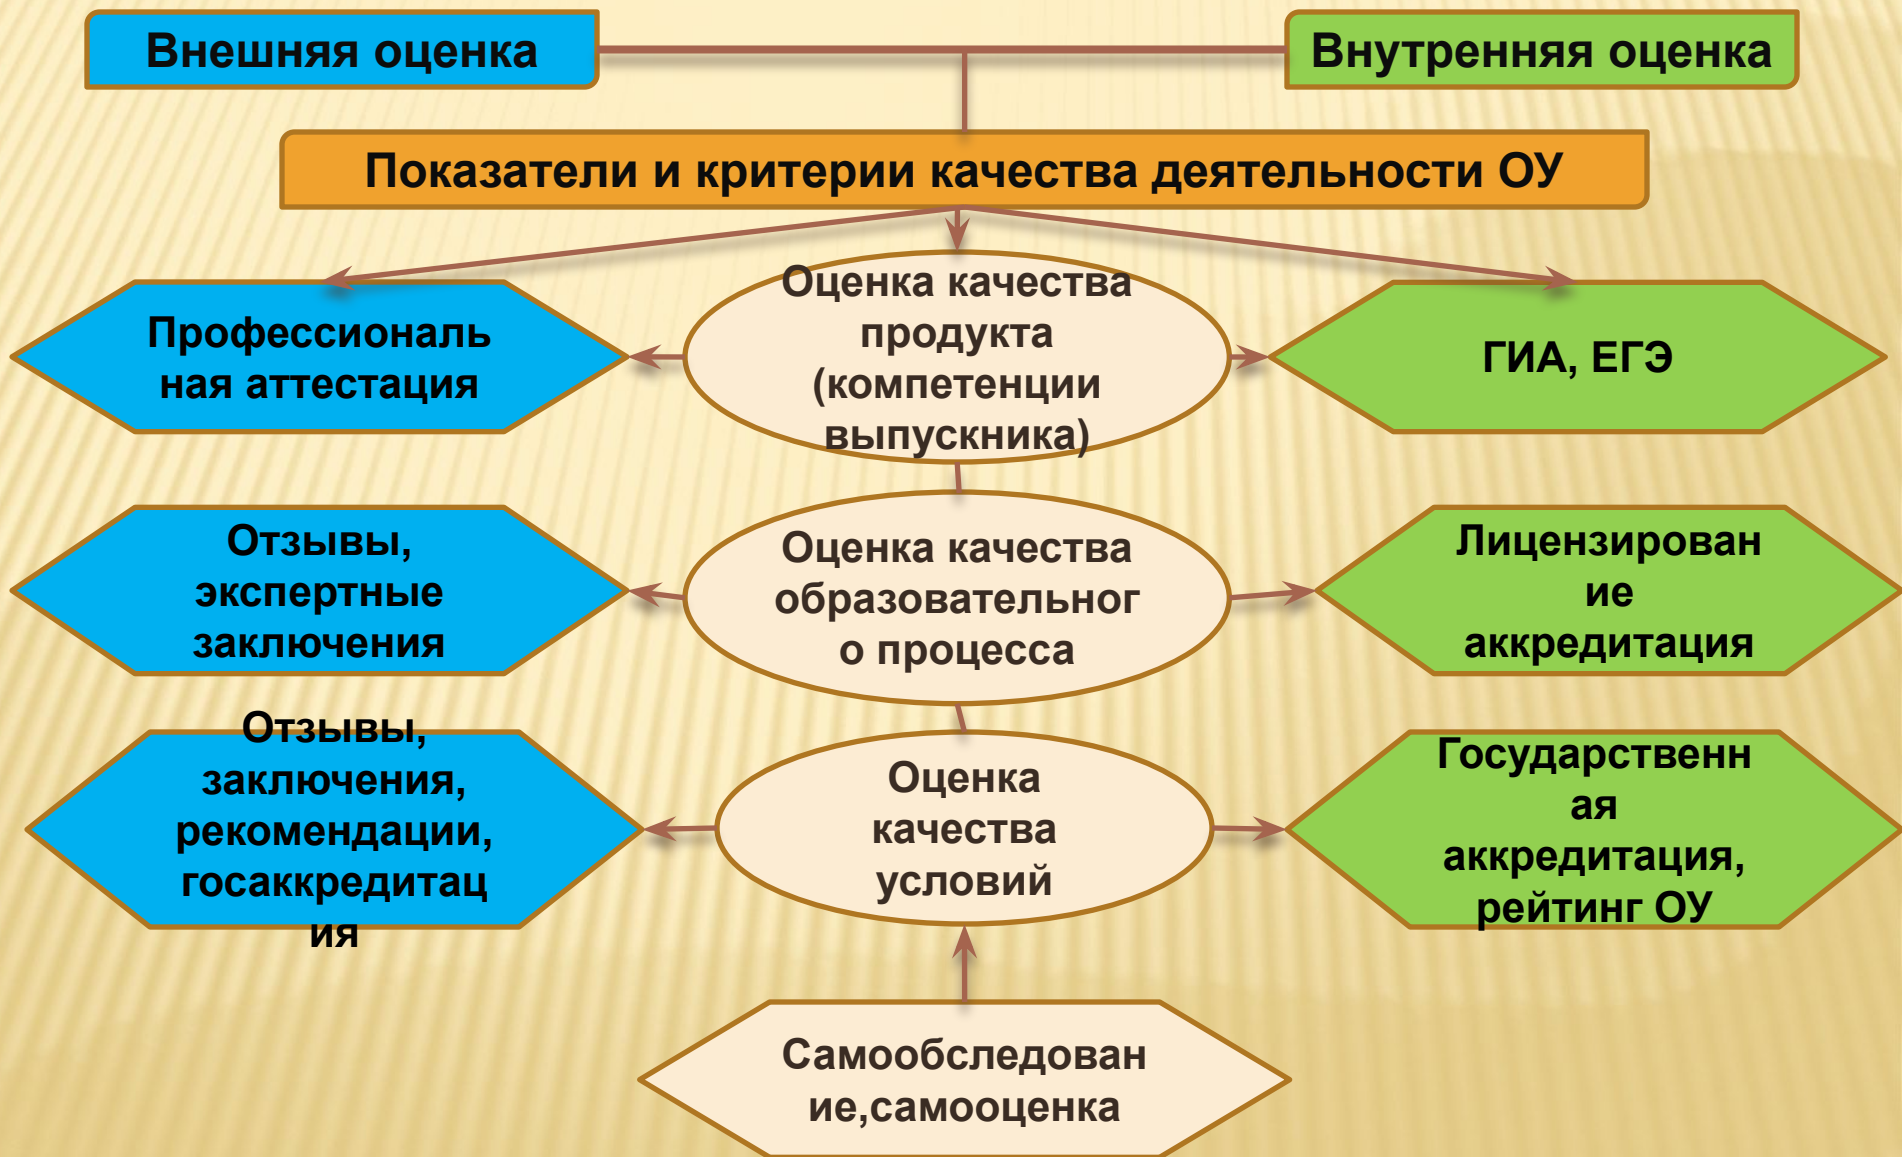 Внешняя оценка
Внутренняя оценка
Показатели и критерии качества деятельности ОУ
Профессиональ
ная аттестация
Оценка качества
продукта
(компетенции
выпускника)
ГИА, ЕГЭ
Отзывы,
экспертные
заключения
Оценка качества
образовательног
о процесса
Лицензирован
ие
аккредитация
Отзывы,
заключения,
рекомендации,
госаккредитац
ия
Оценка
качества
условий
Государственн
ая
аккредитация,
рейтинг ОУ
Самообследован
ие,самооценка